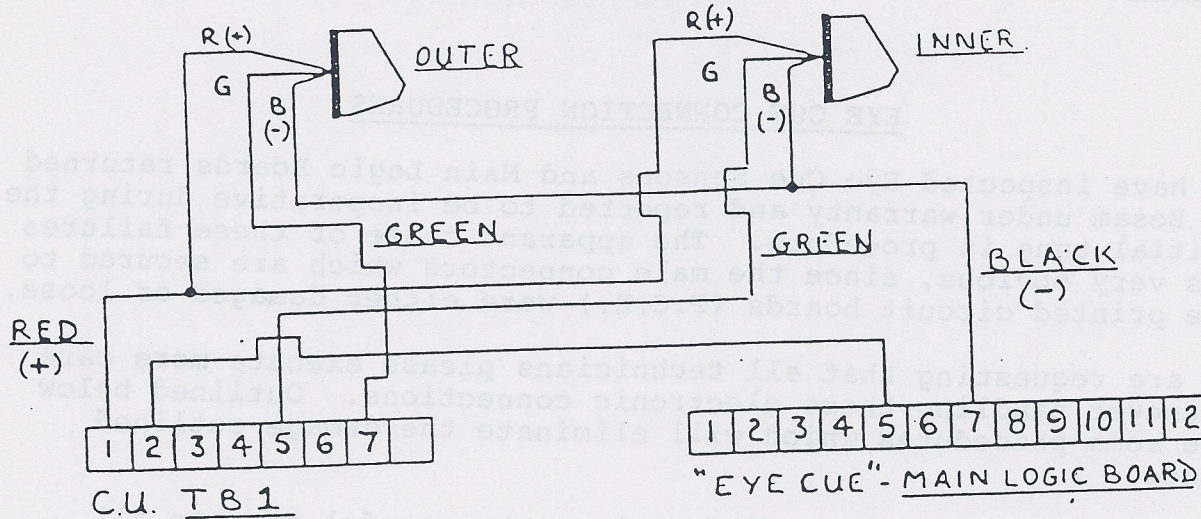 R (+)
OUTER
G
B
(-)
R(+)
INNER.
G
B
(-)
GREEN
GREEN
BLACK
(-)
RED
(+)
1 2 3 4 5 6 7
C.U. TB1
1 2 3 4 5 6 7 8 9 10 11 12
"EYE CUE" - MAIN LOGIC BOARD